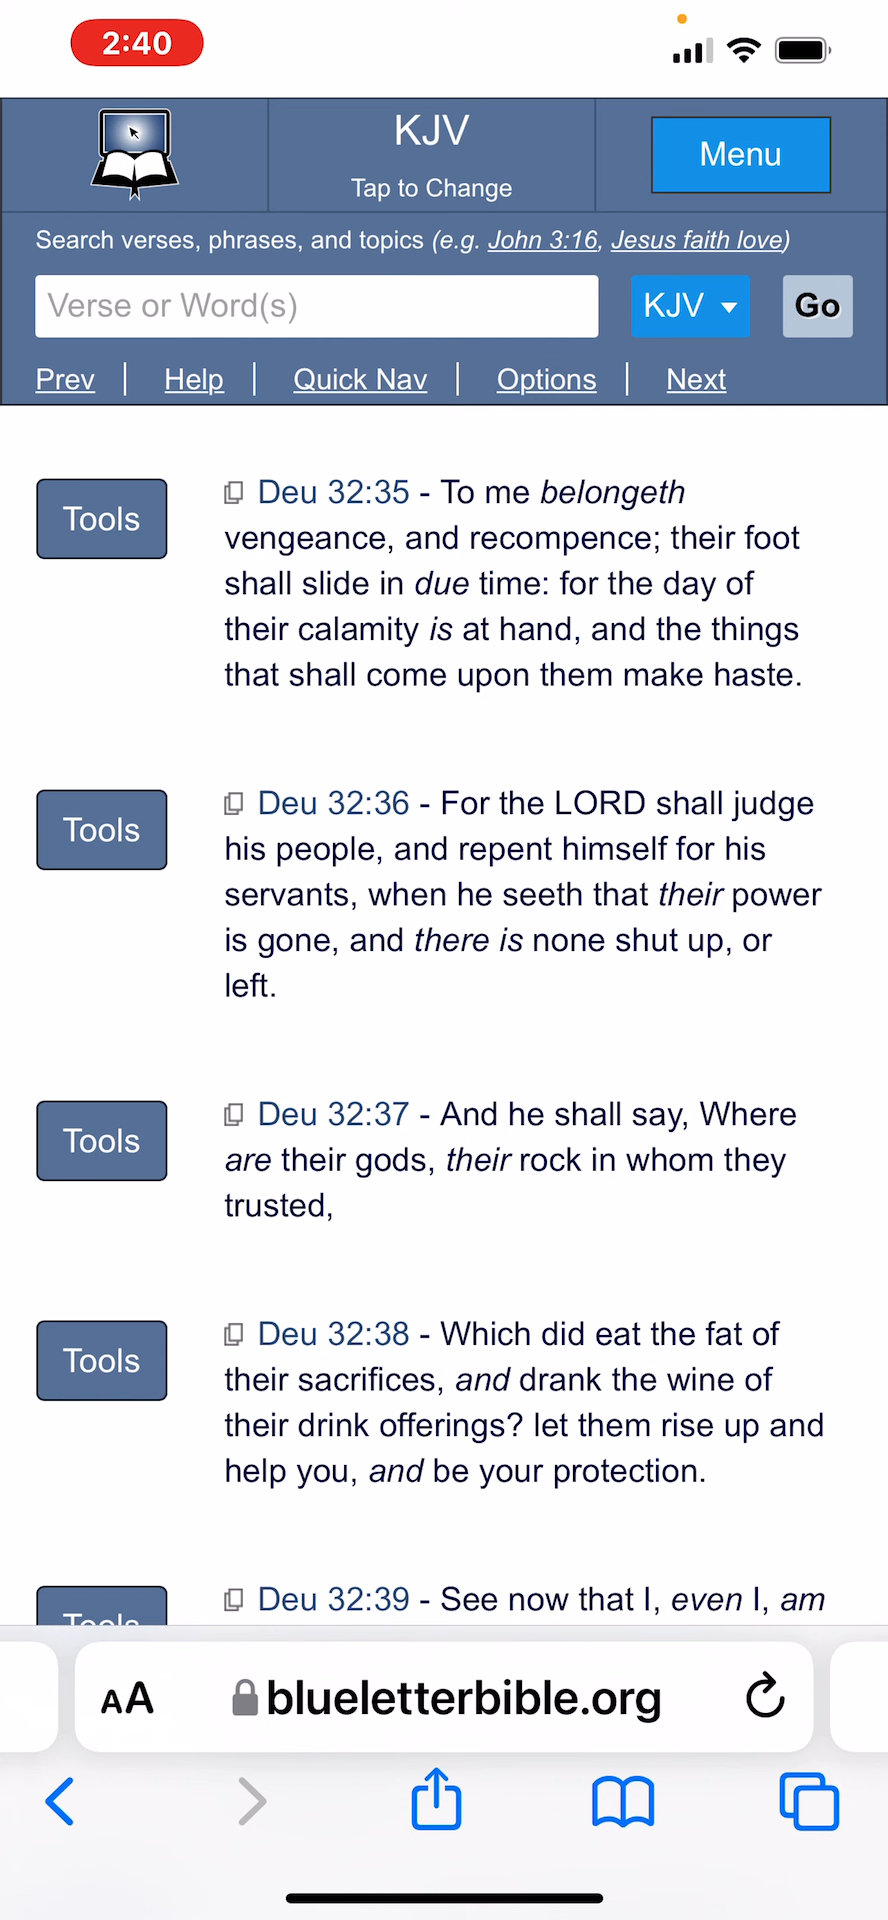 2:40
KJV
Tap to Change
Menu
Search verses, phrases, and topics (e.g. John 3:16, Jesus faith love)
Verse or Word(s)
KJV
Go
Prev | Help | Quick Nav | Options | Next
Tools
Deu 32:35 - To me belongeth
vengeance, and recompence; their foot
shall slide in due time: for the day of
their calamity is at hand, and the things
that shall come upon them make haste.
Tools
Deu 32:36 - For the LORD shall judge
his people, and repent himself for his
servants, when he seeth that their power
is gone, and there is none shut up, or
left.
Tools
Deu 32:37 - And he shall say, Where
are their gods, their rock in whom they
trusted,
Tools
Deu 32:38 - Which did eat the fat of
their sacrifices, and drank the wine of
their drink offerings? let them rise up and
help you, and be your protection.
Tools
Deu 32:39 - See now that I, even I, am
AA blueletterbible.org